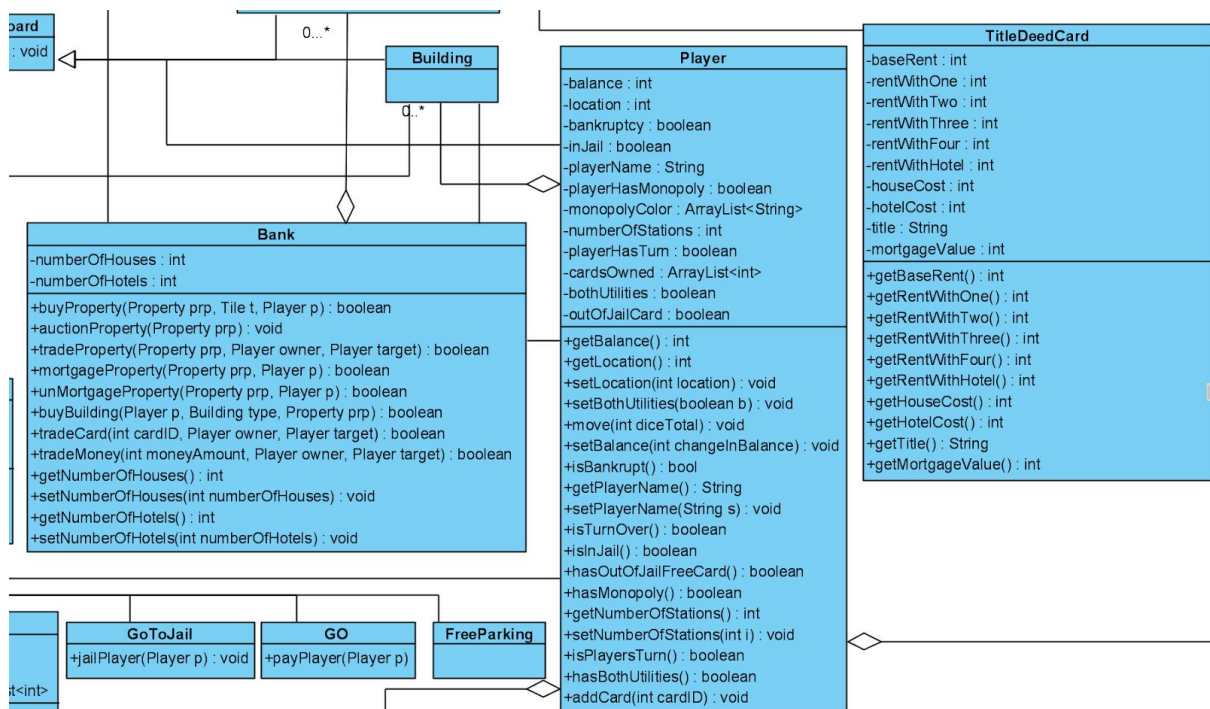 oard
: void
0...*
Building
0..*
Bank
-numberOfHouses : int
-numberOfHotels : int
+buyProperty(Property prp, Tile t, Player p) : boolean
+auctionProperty(Property prp) : void
+tradeProperty(Property prp, Player owner, Player target) : boolean
+mortgageProperty(Property prp, Player p) : boolean
+unMortgageProperty(Property prp, Player p) : boolean
+buyBuilding(Player p, Building type, Property prp) : boolean
+tradeCard(int cardID, Player owner, Player target) : boolean
+tradeMoney(int moneyAmount, Player owner, Player target) : boolean
+getNumberOfHouses() : int
+setNumberOfHouses(int numberOfHouses) : void
+getNumberOfHotels() : int
+setNumberOfHotels(int numberOfHotels) : void
st<int>
GoToJail
+jailPlayer(Player p) : void
GO
+payPlayer(Player p)
FreeParking
Player
-balance : int
-location : int
-bankruptcy : boolean
-inJail : boolean
-playerName : String
-playerHasMonopoly : boolean
-monopolyColor : ArrayList<String>
-numberOfStations : int
-playerHasTurn : boolean
-cardsOwned : ArrayList<int>
-bothUtilities : boolean
-outOfJailCard : boolean
+getBalance() : int
+getLocation() : int
+setLocation(int location) : void
+setBothUtilities(boolean b) : void
+move(int diceTotal) : void
+setBalance(int changeInBalance) : void
+isBankrupt() : bool
+getPlayerName() : String
+setPlayerName(String s) : void
+isTurnOver() : boolean
+isInJail() : boolean
+hasOutOfJailFreeCard() : boolean
+hasMonopoly() : boolean
+getNumberOfStations() : int
+setNumberOfStations(int i) : void
+isPlayersTurn() : boolean
+hasBothUtilities() : boolean
+addCard(int cardID) : void
TitleDeedCard
-baseRent : int
-rentWithOne : int
-rentWithTwo : int
-rentWithThree : int
-rentWithFour : int
-rentWithHotel : int
-houseCost : int
-hotelCost : int
-title : String
-mortgageValue : int
+getBaseRent() : int
+getRentWithOne() : int
+getRentWithTwo() : int
+getRentWithThree() : int
+getRentWithFour() : int
+getRentWithHotel() : int
+getHouseCost() : int
+getHotelCost() : int
+getTitle() : String
+getMortgageValue() : int